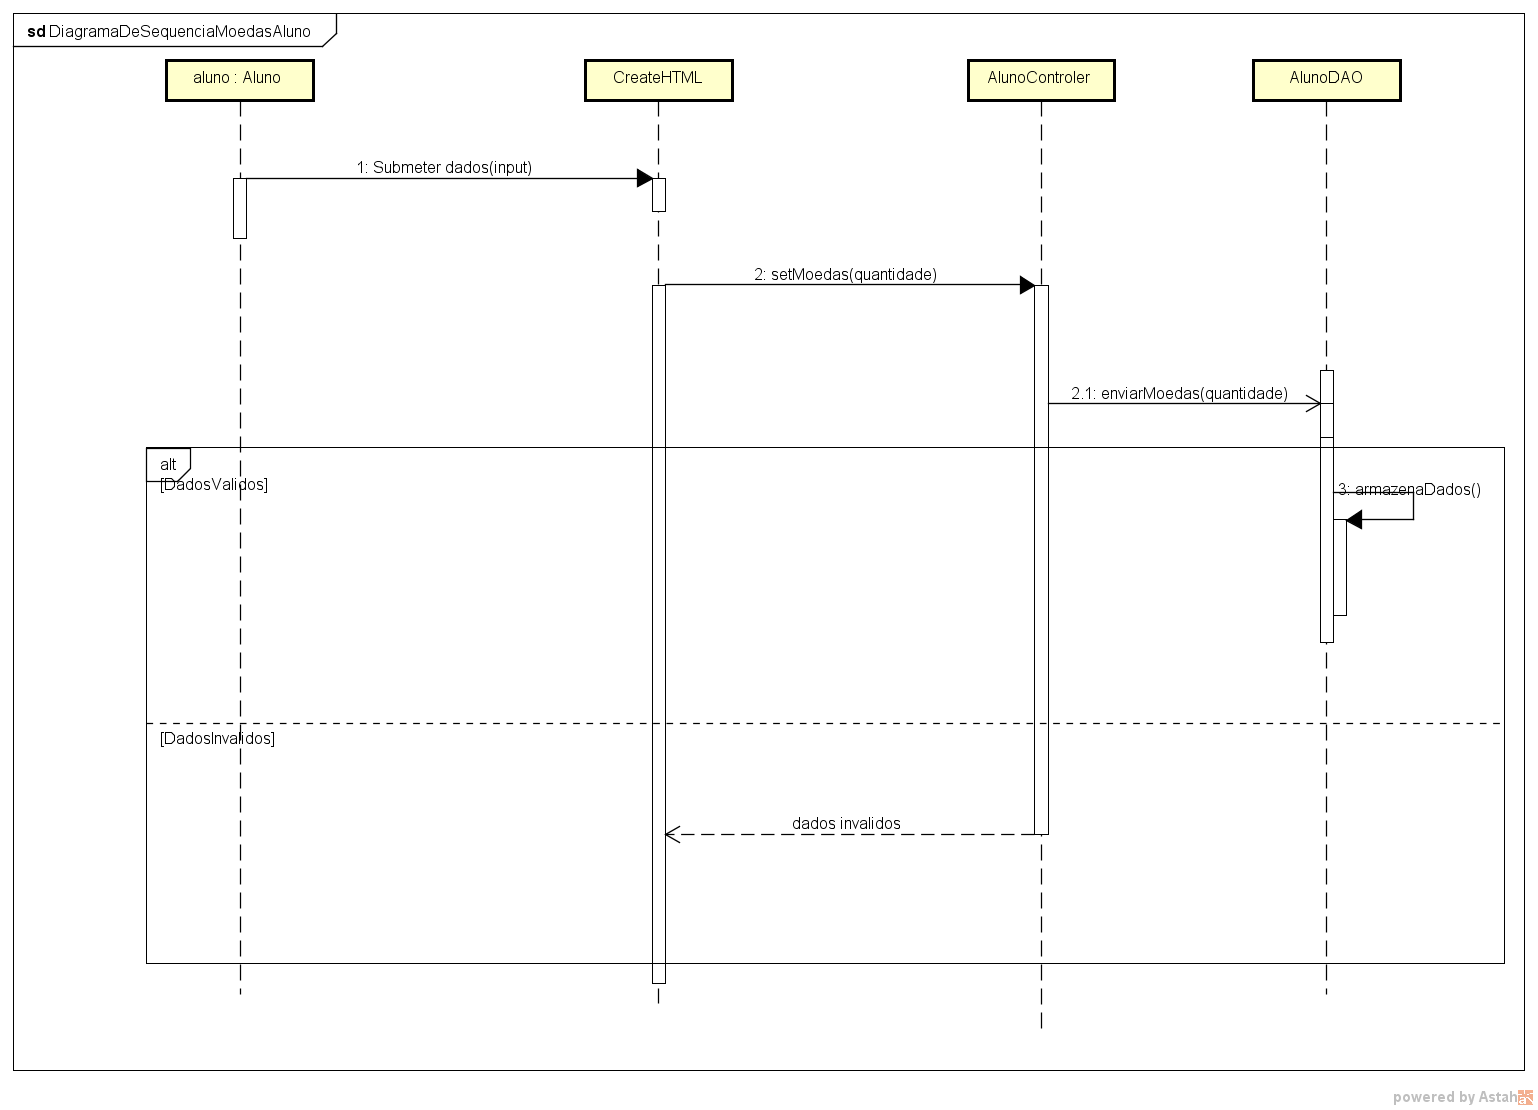 sd DiagramaDeSequenciaMoedasAluno
aluno : Aluno
CreateHTML
AlunoControler
AlunoDAO
1: Submeter dados(input)
2: setMoedas(quantidade)
2.1: enviarMoedas(quantidade)
alt
[DadosValidos]
3: armazenaDados()
[DadosInvalidos]
dados invalidos
powered by Astah